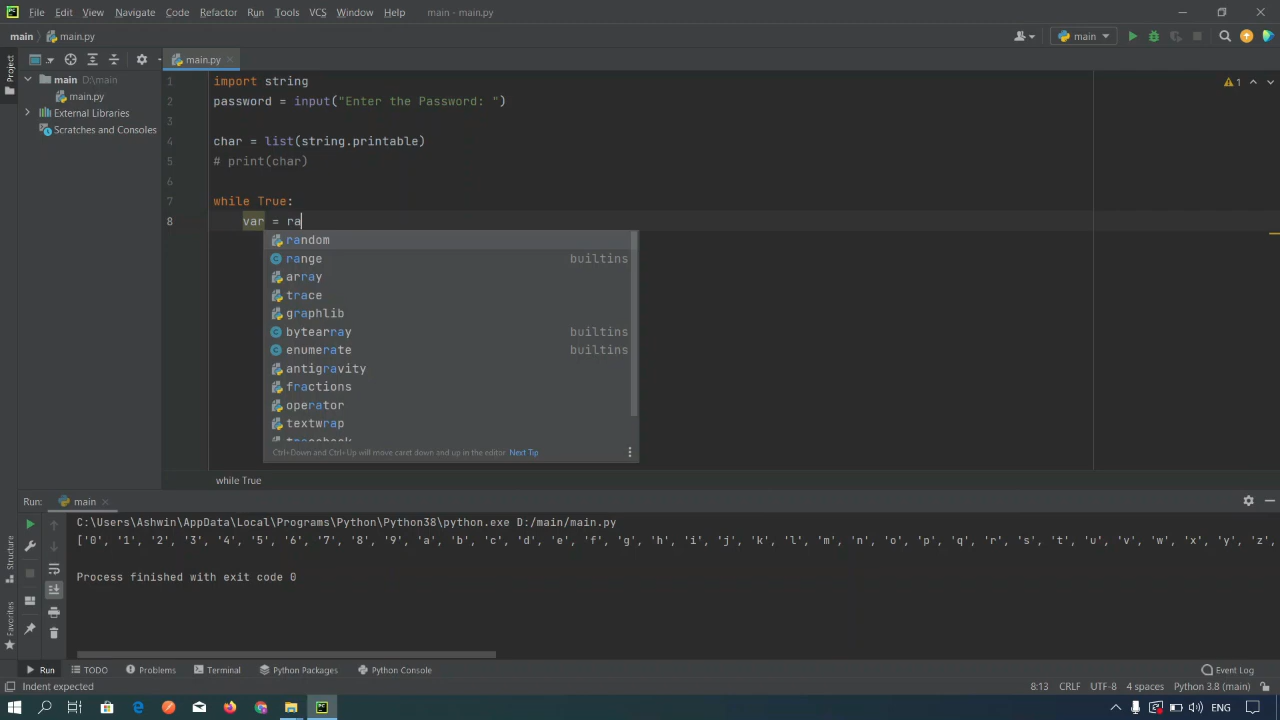 File Edit View Navigate Code Refactor Run Tools VCS Window Help main - main.py
main main.py main
Project
main.py
main D:\main
main.py
External Libraries
Scratches and Consoles
1 import string
2 password = input("Enter the Password: ")
3
4 char = list(string.printable)
5 # print(char)
6
7 while True:
8 var = ra
1
random
range builtins
array
trace
graphlib
bytearray builtins
enumerate builtins
antigravity
fractions
operator
textwrap
Ctrl+Down and Ctrl+Up will move caret down and up in the editor Next Tip
while True
Run: main
C:\Users\Ashwin\AppData\Local\Programs\Python\Python38\python.exe D:/main/main.py
['0', '1', '2', '3', '4', '5', '6', '7', '8', '9', 'a', 'b', 'c', 'd', 'e', 'f', 'g', 'h', 'i', 'j', 'k', 'l', 'm', 'n', 'o', 'p', 'q', 'r', 's', 't', 'u', 'v', 'w', 'x', 'y', 'z',
Process finished with exit code 0
Structure
Favorites
Run TODO Problems Terminal Python Packages Python Console Event Log
Indent expected 8:13 CRLF UTF-8 4 spaces Python 3.8 (main)
ENG